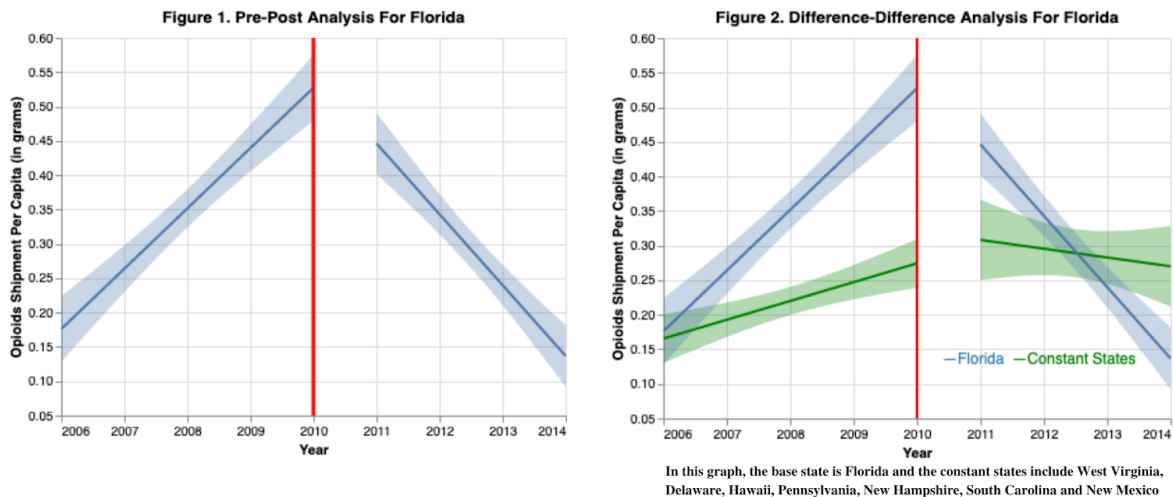 Figure 1. Pre-Post Analysis For Florida
Opioids Shipment Per Capita (in grams)
0.60
0.55
0.50
0.45
0.40
0.35
0.30
0.25
0.20
0.15
0.10
0.05
2006 2007 2008 2009 2010 2011 2012 2013 2014
Year
Figure 2. Difference-Difference Analysis For Florida
Opioids Shipment Per Capita (in grams)
0.60
0.55
0.50
0.45
0.40
0.35
0.30
0.25
0.20
0.15
0.10
0.05
Florida Constant States
2006 2007 2008 2009 2010 2011 2012 2013 2014
Year
In this graph, the base state is Florida and the constant states include West Virginia,
Delaware, Hawaii, Pennsylvania, New Hampshire, South Carolina and New Mexico